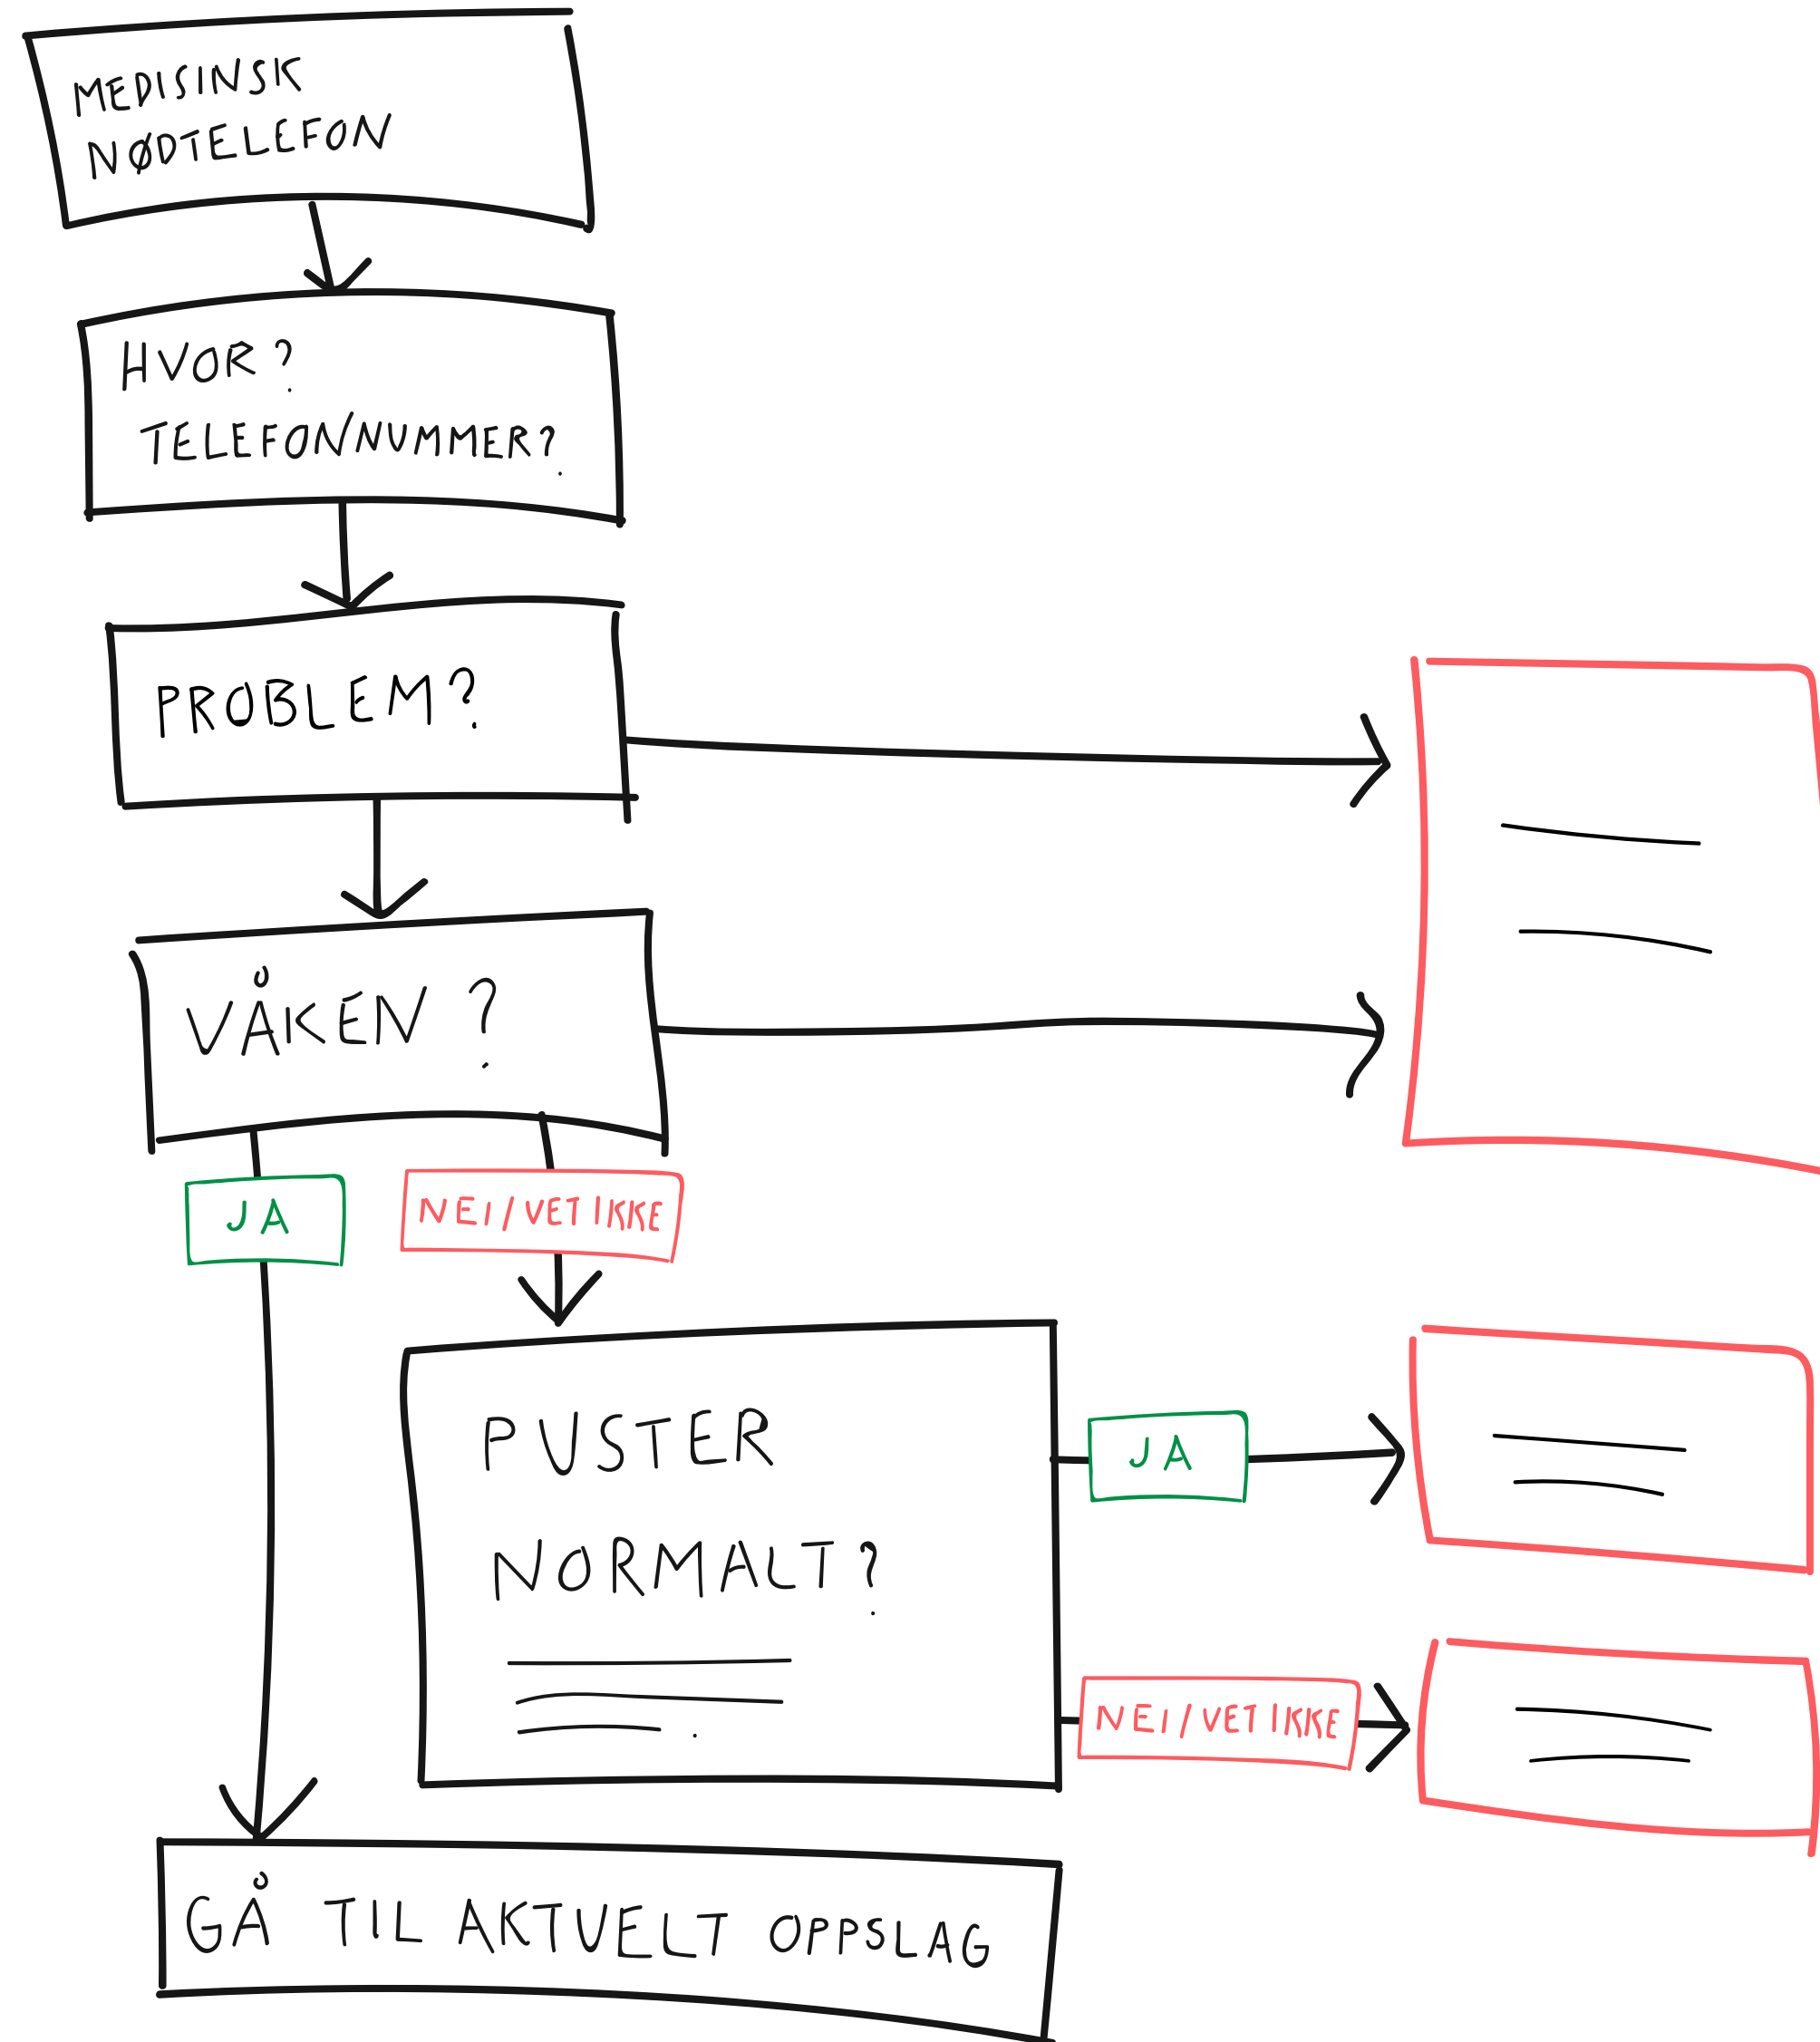 MEDISINSK
NØDTELEFON
HVOR?
TELEFONNUMMER?
PROBLEM?
VÅKEN?
JA
NEI/VET IKKE
PUSTER
NORMALT?
JA
NEI/VET IKKE
GÅ TIL AKTUELT OPPSLAG